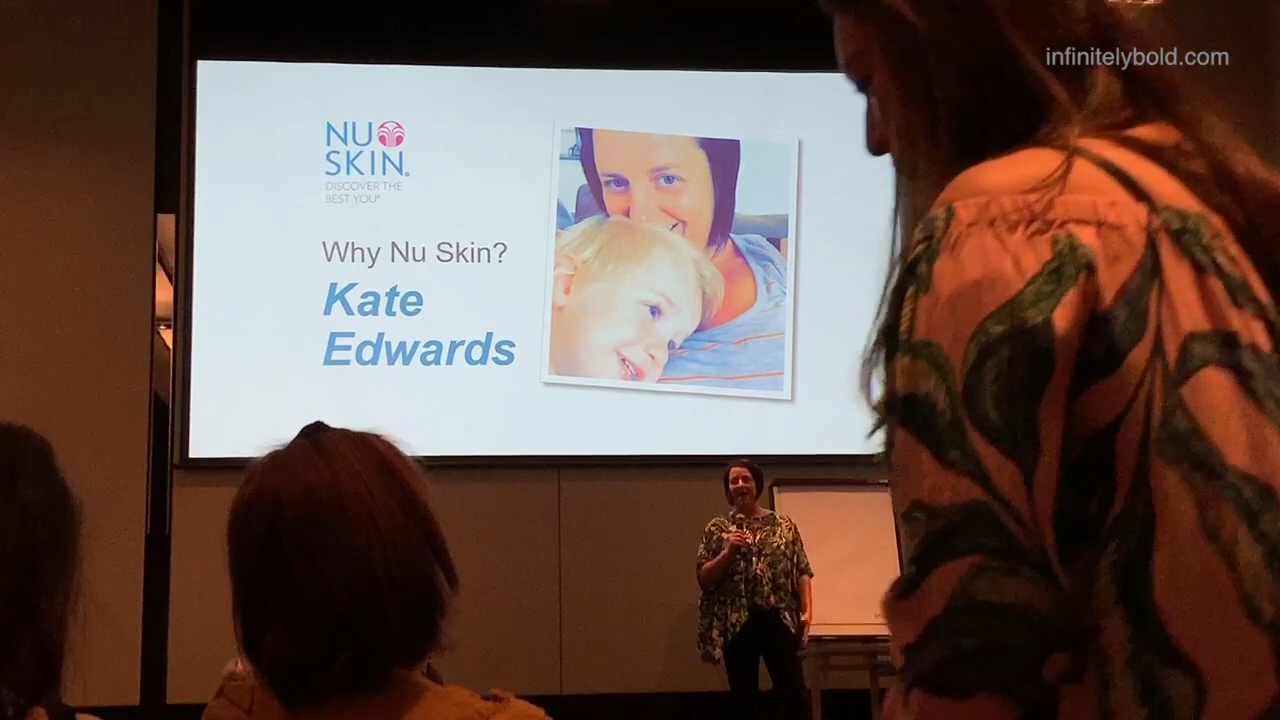 infinitelybold.com
NU
SKIN®
DISCOVER THE
BEST YOU®
Why Nu Skin?
Kate
Edwards